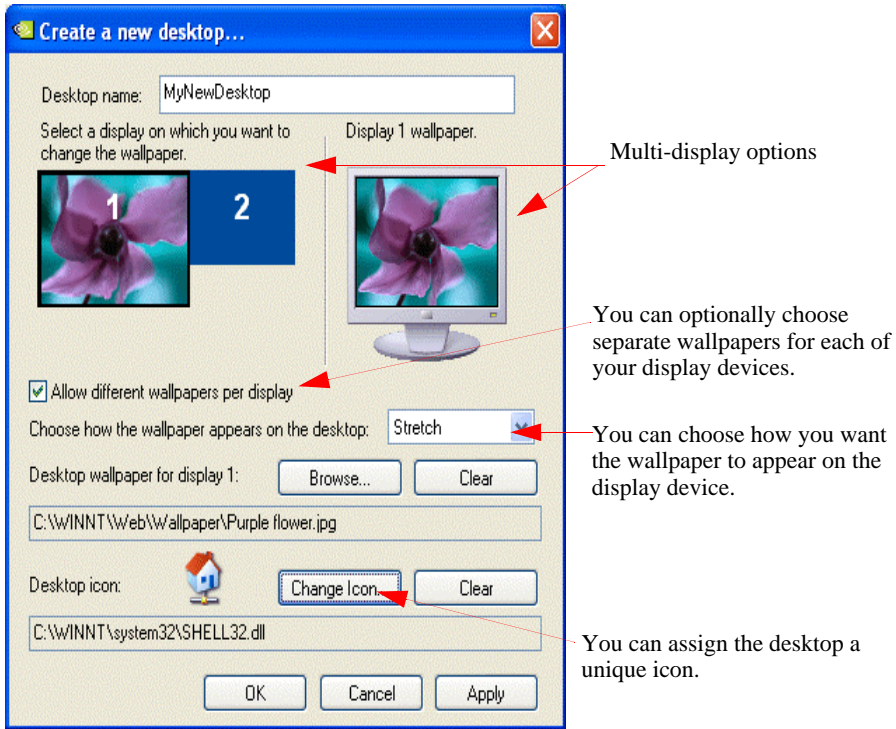 Create a new desktop...
Desktop name: MyNewDesktop
Select a display on which you want to
change the wallpaper.
Display 1 wallpaper.
1
2
Multi-display options
You can optionally choose
separate wallpapers for each of
your display devices.
Allow different wallpapers per display
Choose how the wallpaper appears on the desktop: Stretch
You can choose how you want
the wallpaper to appear on the
display device.
Desktop wallpaper for display 1: Browse... Clear
C:\WINNT\Web\Wallpaper\Purple flower.jpg
Desktop icon: Change Icon.. Clear
C:\WINNT\system32\SHELL32.dll
You can assign the desktop a
unique icon.
OK Cancel Apply